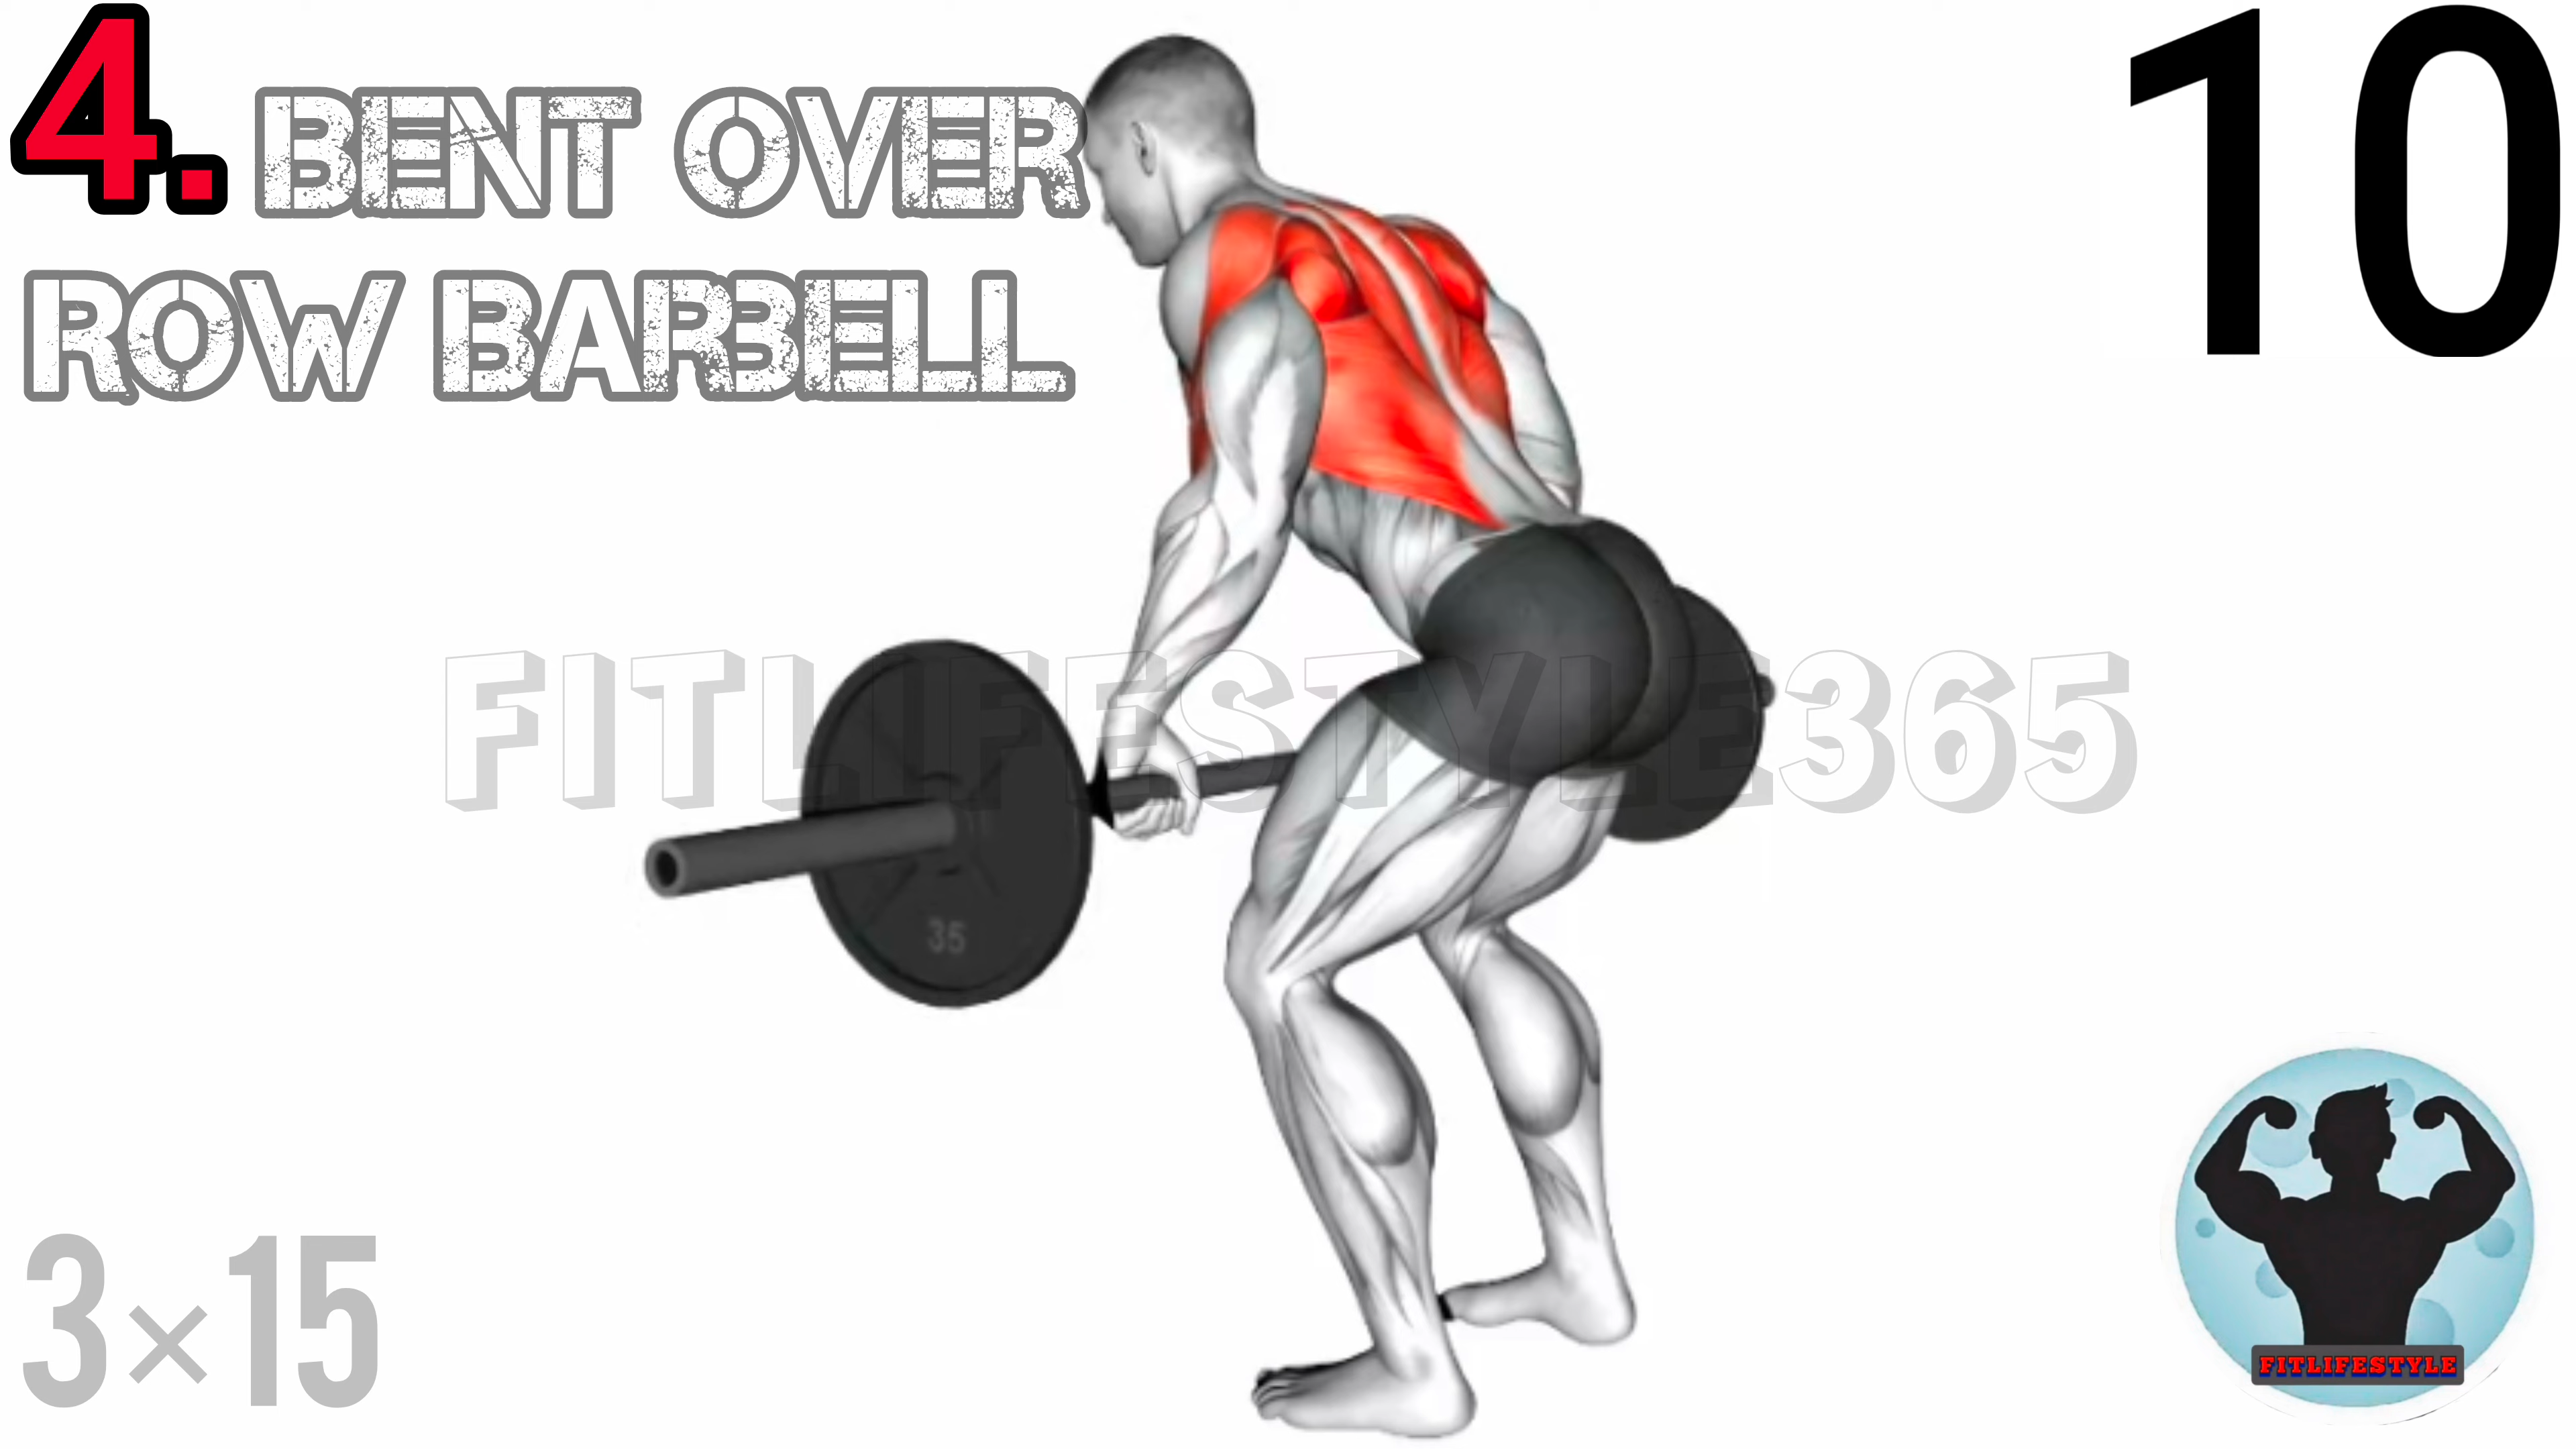 4. BENT OVER
ROW BARBELL
10
FITLIFESTYLE365
35
3×15
FITLIFESTYLE